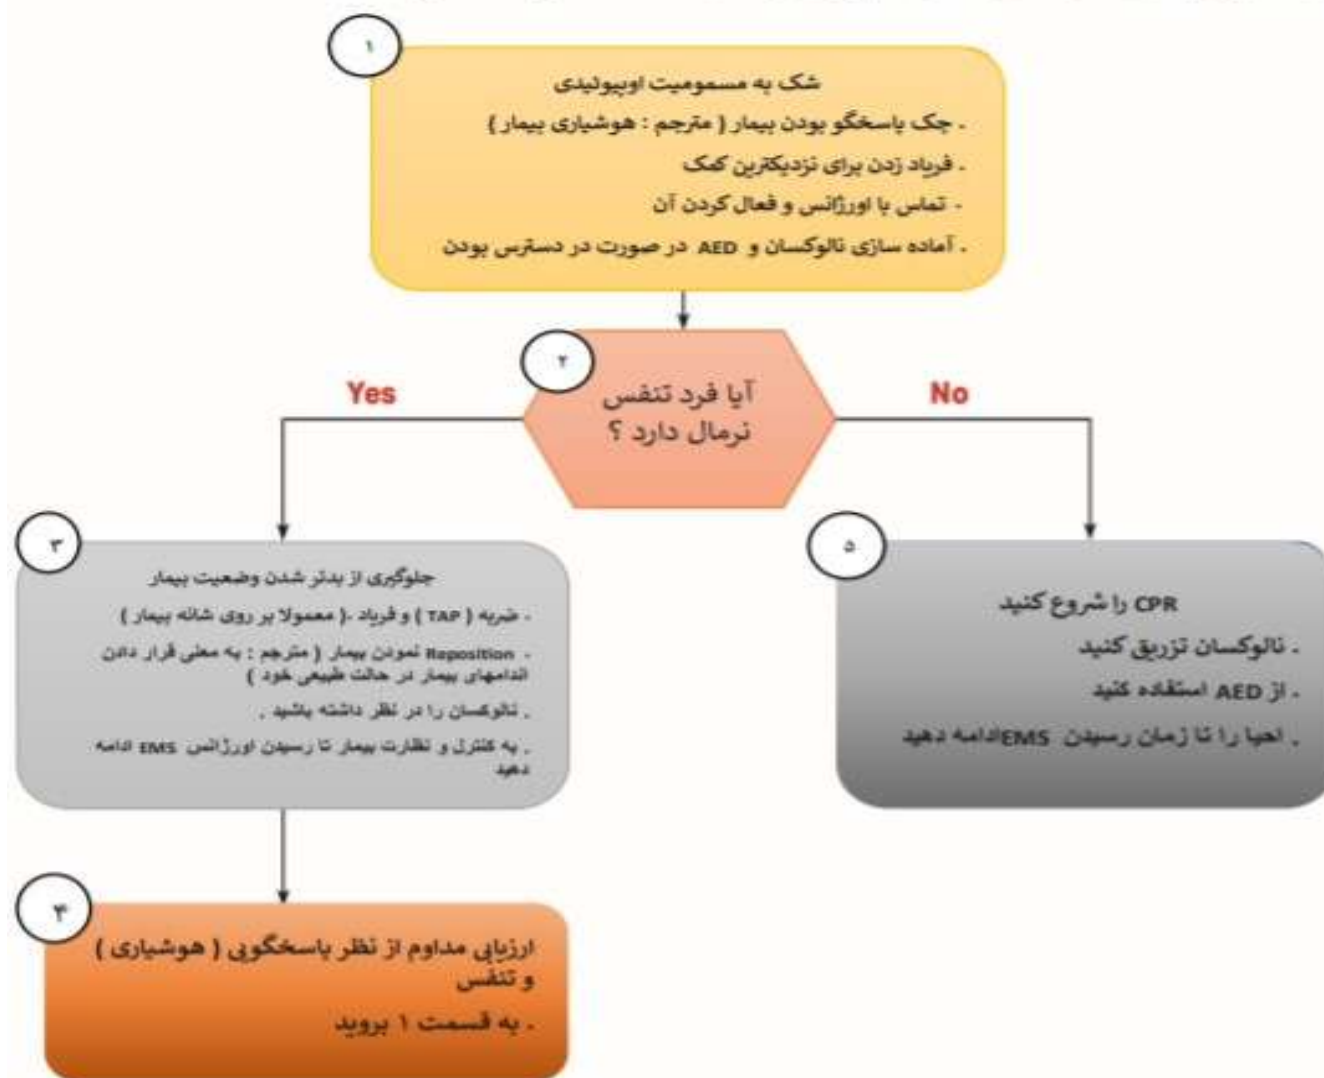 ۱
شک به مسمومیت اوپیوئیدی
. چک پاسخگو بودن بیمار ( مترجم : هوشیاری بیمار )
. فریاد زدن برای نزدیکترین کمک
- تماس با اورژانس و فعال کردن آن
. آماده سازی نالوکسان و AED در صورت در دسترس بودن
۲
آیا فرد تنفس
نرمال دارد ؟
Yes
No
۳
جلوگیری از بدتر شدن وضعیت بیمار
- ضربه ( TAP ) و فریاد .( معمولا بر روی شانه بیمار )
- Reposition نمودن بیمار ( مترجم : به معنی قرار دادن
اندامهای بیمار در حالت طبیعی خود )
. نالوکسان را در نظر داشته باشید .
. به کنترل و نظارت بیمار تا رسیدن اورژانس EMS ادامه
دهید
۴
ارزیابی مداوم از نظر پاسخگویی ( هوشیاری )
و تنفس
. به قسمت ۱ بروید
۵
CPR را شروع کنید
. نالوکسان تزریق کنید
. از AED استفاده کنید
. احیا را تا زمان رسیدن EMSادامه دهید